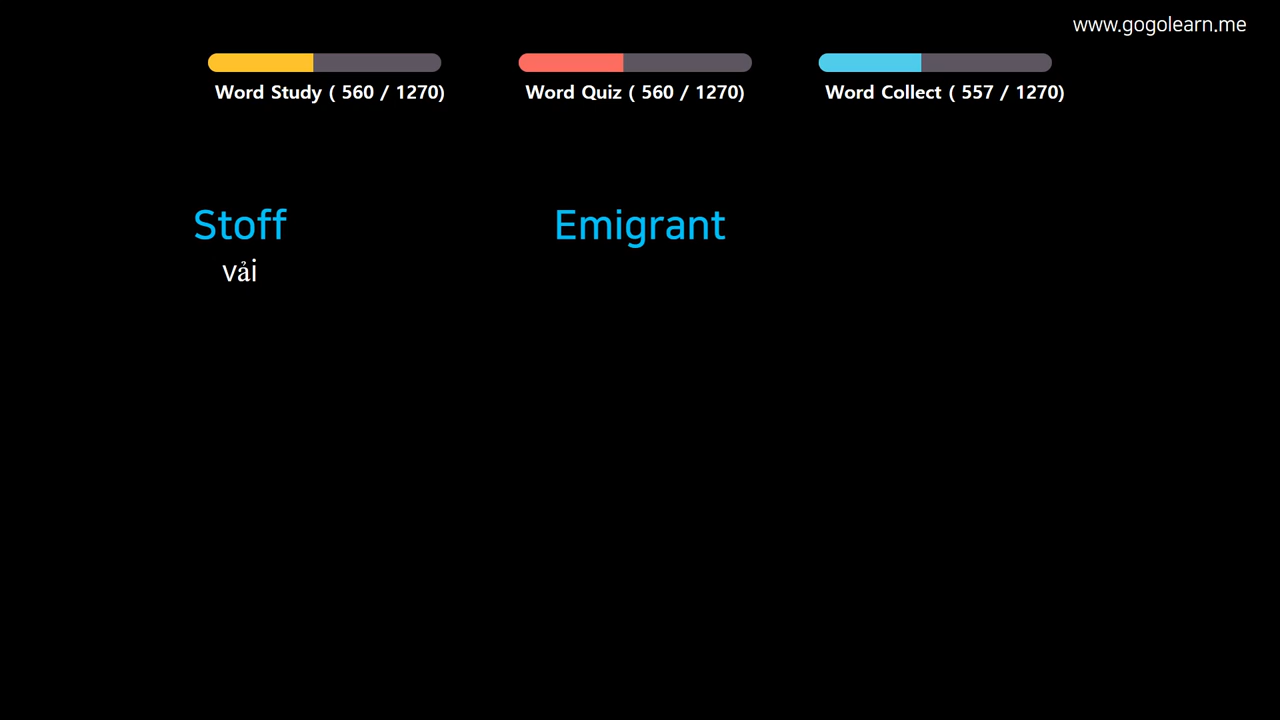 www.gogolearn.me
Word Study ( 560 / 1270)
Word Quiz ( 560 / 1270)
Word Collect ( 557 / 1270)
Stoff
vải
Emigrant